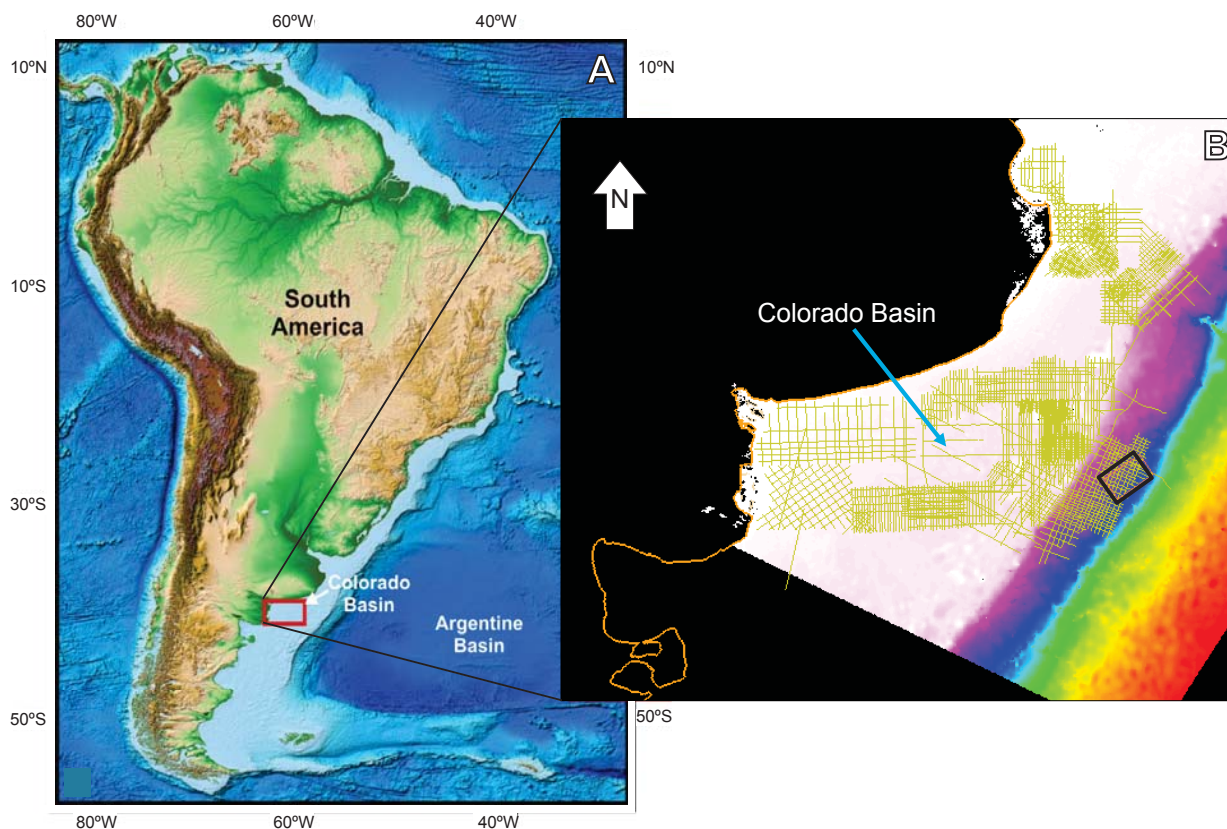 80ºW 60ºW 40ºW
10ºN
A
10ºN
B
N
10ºS
South
America
Colorado Basin
30ºS
Colorado
Basin
Argentine
Basin
50ºS
50ºS
80ºW 60ºW 40ºW